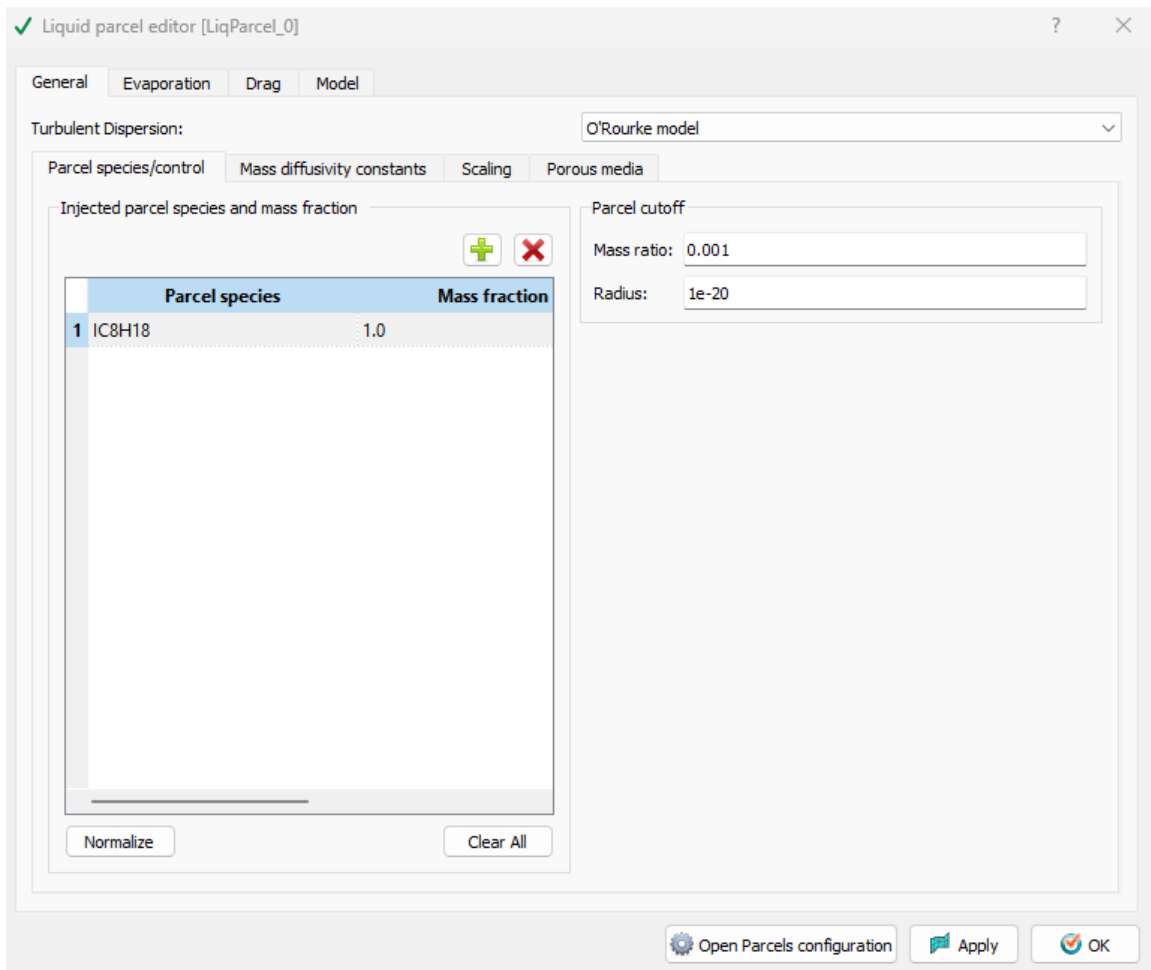 Liquid parcel editor [LiqParcel_0] ?
General Evaporation Drag Model
Turbulent Dispersion: O'Rourke model
Parcel species/control Mass diffusivity constants Scaling Porous media
Injected parcel species and mass fraction
Parcel species Mass fraction
1 IC8H18 1.0
Normalize Clear All
Parcel cutoff
Mass ratio: 0.001
Radius: 1e-20
Open Parcels configuration Apply OK